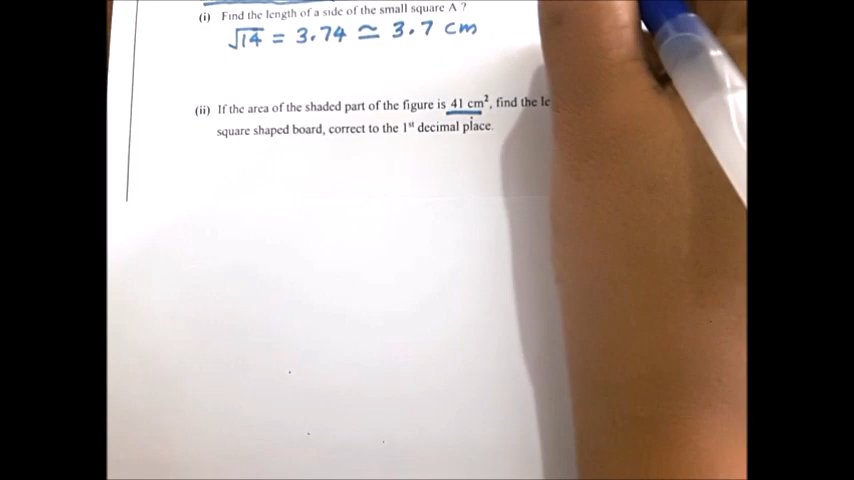 (i) Find the length of a side of the small square A ?
√14 = 3.74 ≃ 3.7 cm
(ii) If the area of the shaded part of the figure is 41 cm², find the
square shaped board, correct to the 1st decimal place.